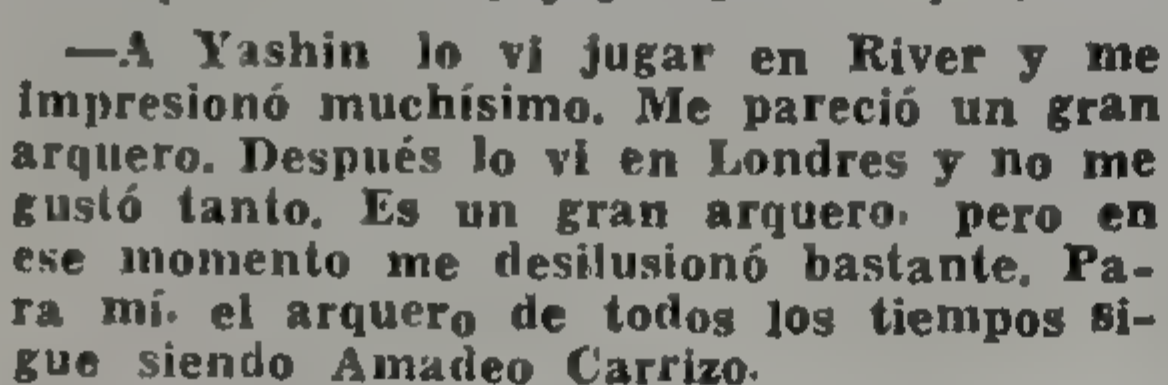 —A Yashin lo vi jugar en River y me
impresionó muchísimo. Me pareció un gran
arquero. Después lo vi en Londres y no me
gustó tanto. Es un gran arquero, pero en
ese momento me desilusionó bastante. Pa-
ra mí, el arquero de todos los tiempos si-
gue siendo Amadeo Carrizo.